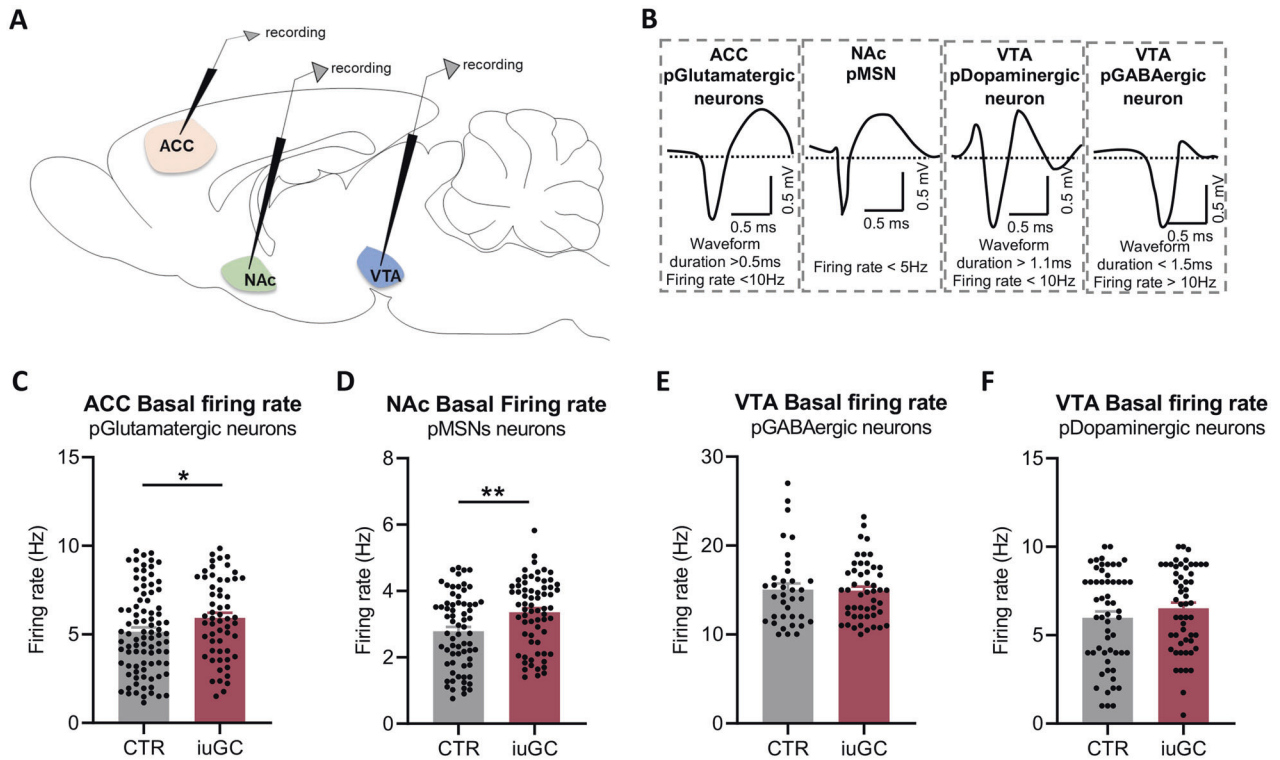 A
recording
recording
recording
ACC
NAc
VTA
B
ACC
pGlutamatergic
neurons
0.5 mV
0.5 ms
Waveform
duration >0.5ms
Firing rate <10Hz
NAc
pMSN
0.5 mV
0.5 ms
Firing rate < 5Hz
VTA
pDopaminergic
neuron
0.5 mV
0.5 ms
Waveform
duration > 1.1ms
Firing rate < 10Hz
VTA
pGABAergic
neuron
0.5 mV
0.5 ms
Waveform
duration < 1.5ms
Firing rate > 10Hz
C
ACC Basal firing rate
pGlutamatergic neurons
Firing rate (Hz)
15
10
5
0
*
CTR iuGC
D
NAc Basal Firing rate
pMSNs neurons
Firing rate (Hz)
8
6
4
2
0
**
CTR iuGC
E
VTA Basal firing rate
pGABAergic neurons
Firing rate (Hz)
30
20
10
0
CTR iuGC
F
VTA Basal firing rate
pDopaminergic neurons
Firing rate (Hz)
15
10
5
0
CTR iuGC